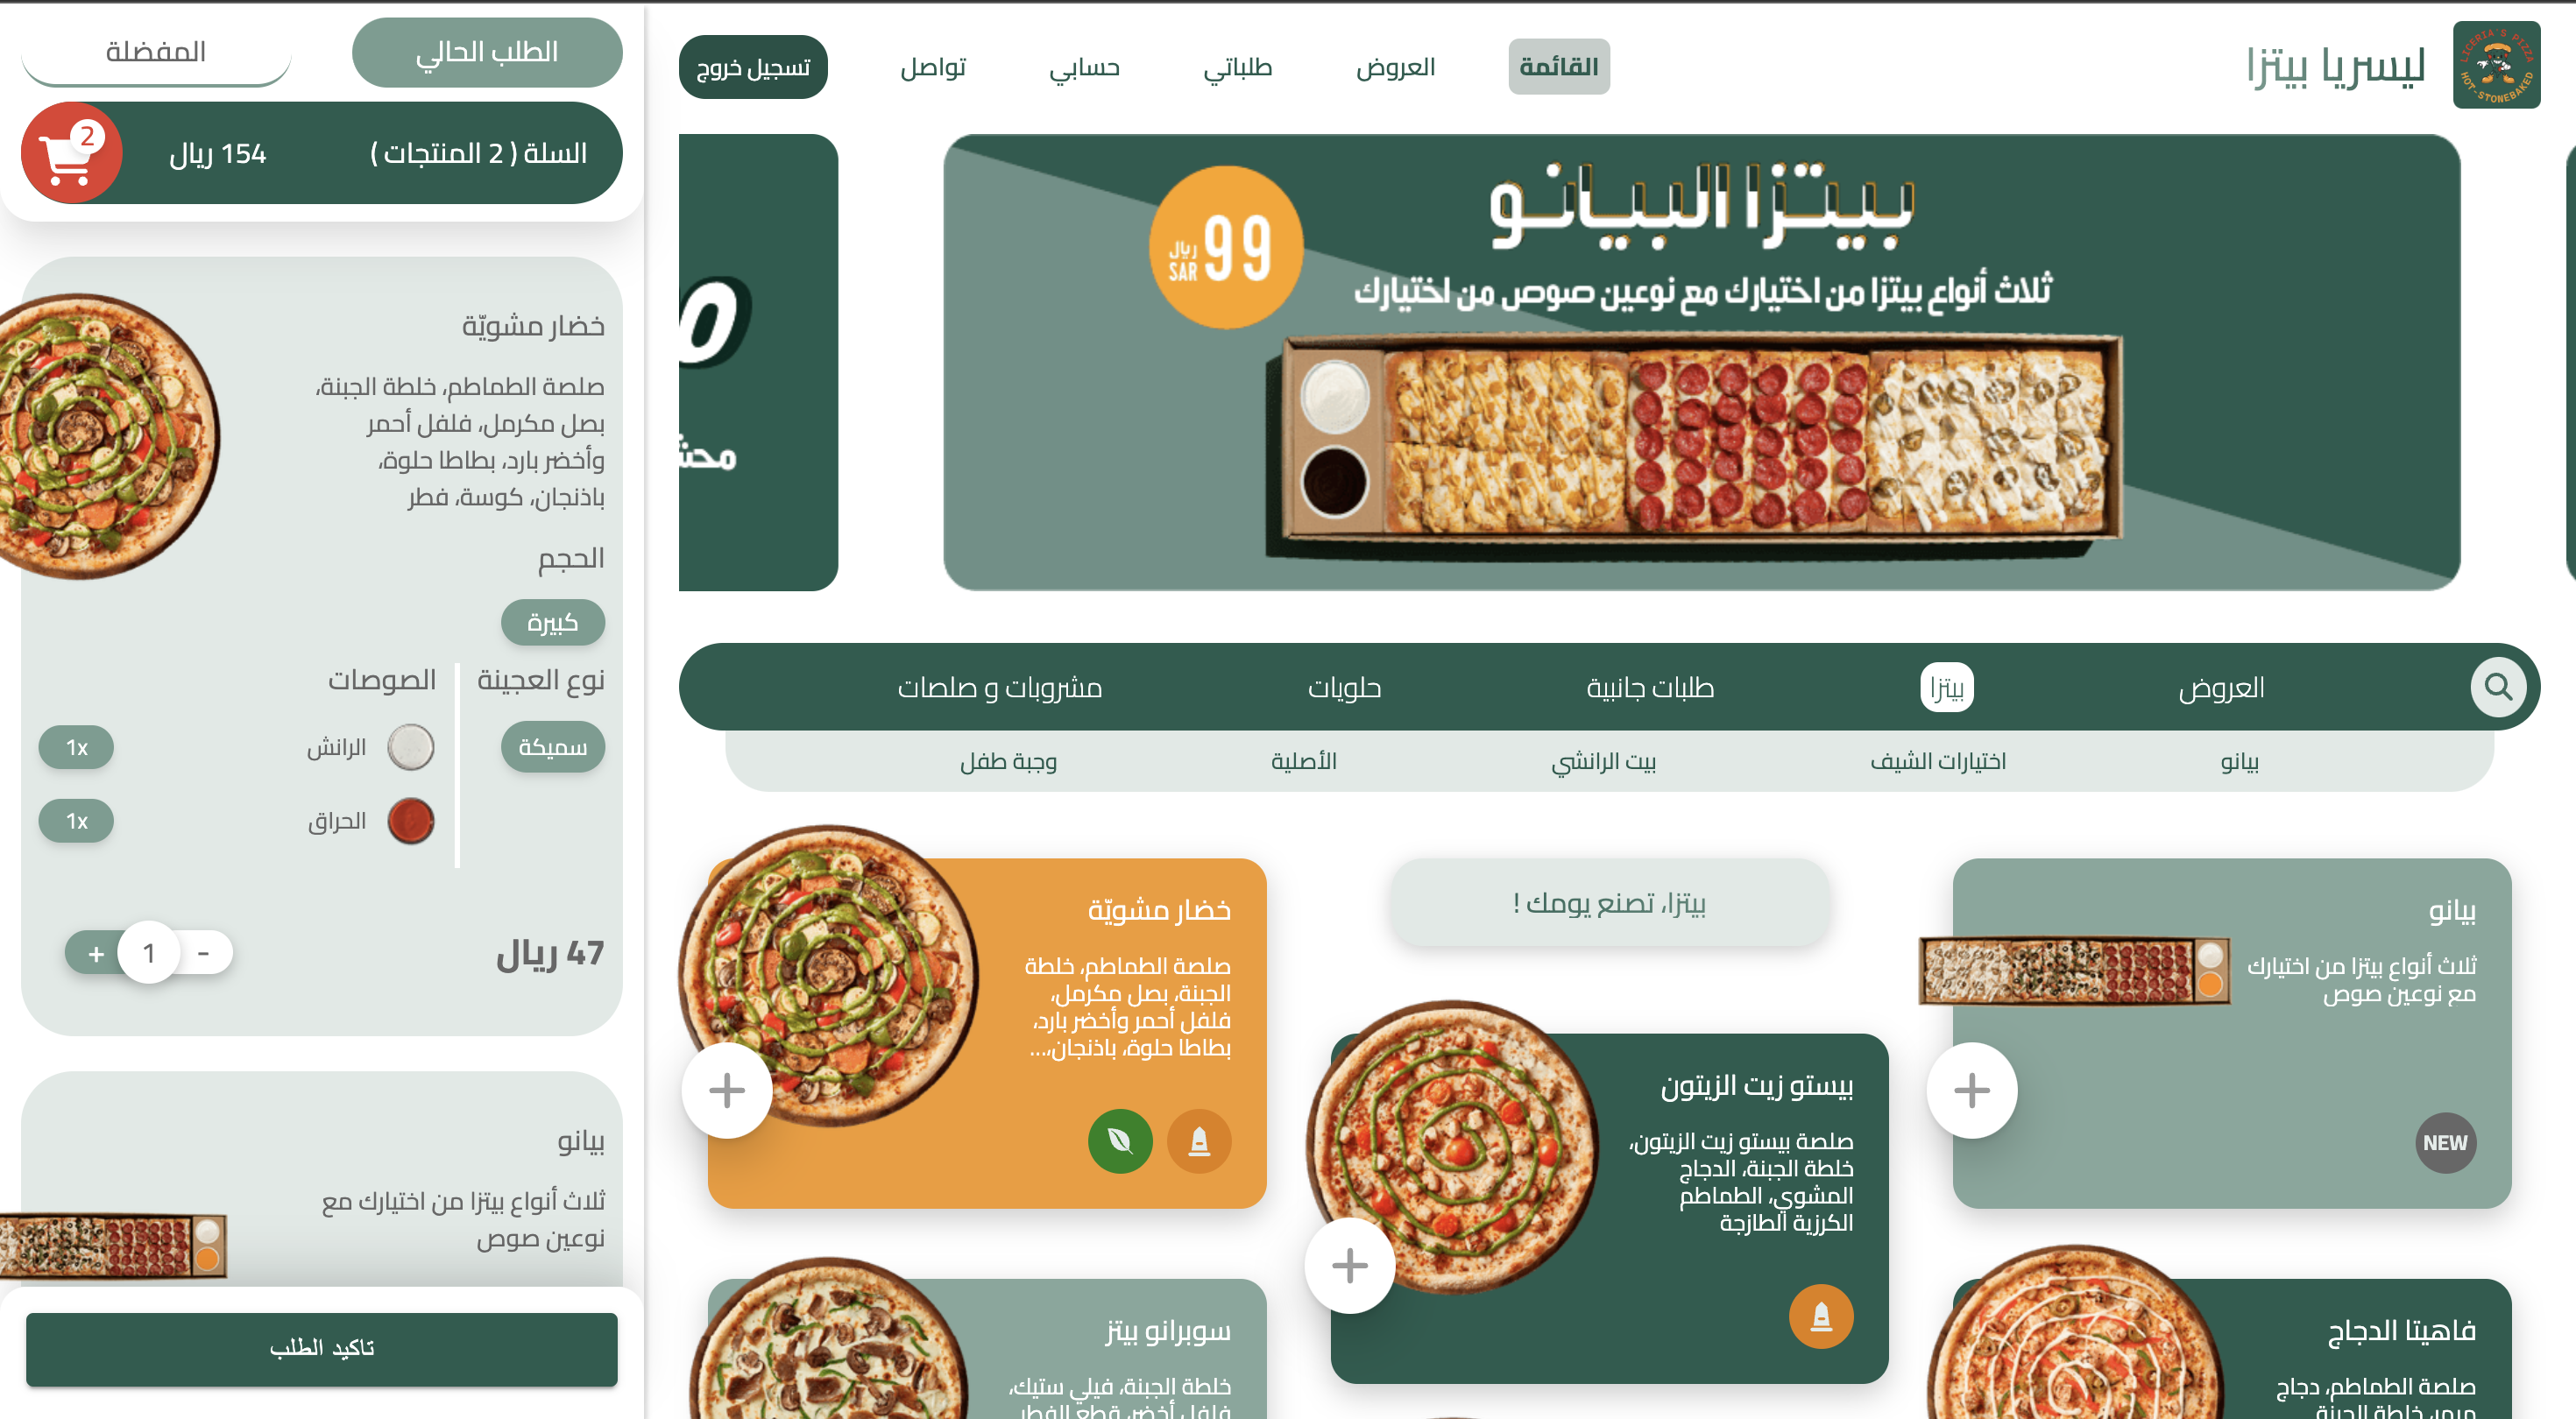 LICERIA'S PIZZA
HOT-STONEBAKED
ليسريا بيتزا
القائمة
العروض
طلباتي
حسابي
تواصل
تسجيل خروج
بيتزا البيانو
99
ريال
SAR
ثلاث أنواع بيتزا من اختيارك مع نوعين صوص من اختيارك
العروض
بيتزا
طلبات جانبية
حلويات
مشروبات و صلصات
بيانو
اختيارات الشيف
بيت الرانشي
الأصلية
وجبة طفل
بيانو
ثلاث أنواع بيتزا من اختيارك
مع نوعين صوص
NEW
بيتزا، تصنع يومك !
بيستو زيت الزيتون
صلصة بيستو زيت الزيتون،
خلطة الجبنة، الدجاج
المشوي، الطماطم
الكرزية الطازجة
خضار مشويّة
صلصة الطماطم، خلطة
الجبنة، بصل مكرمل،
فلفل أحمر وأخضر بارد،
بطاطا حلوة، باذنجان،...
فاهيتا الدجاج
صلصة الطماطم، دجاج
سوبرانو بيتز
خلطة الجبنة، فيلي ستيك،
فلفل أخضر، قطع الفطر
الطلب الحالي
المفضلة
السلة ( 2 المنتجات )
154 ريال
2
خضار مشويّة
صلصة الطماطم، خلطة الجبنة،
بصل مكرمل، فلفل أحمر
وأخضر بارد، بطاطا حلوة،
باذنجان، كوسة، فطر
الحجم
كبيرة
نوع العجينة
سميكة
الصوصات
الرانش
1x
الحراق
1x
47 ريال
- 1 +
بيانو
ثلاث أنواع بيتزا من اختيارك مع
نوعين صوص
تاكيد الطلب